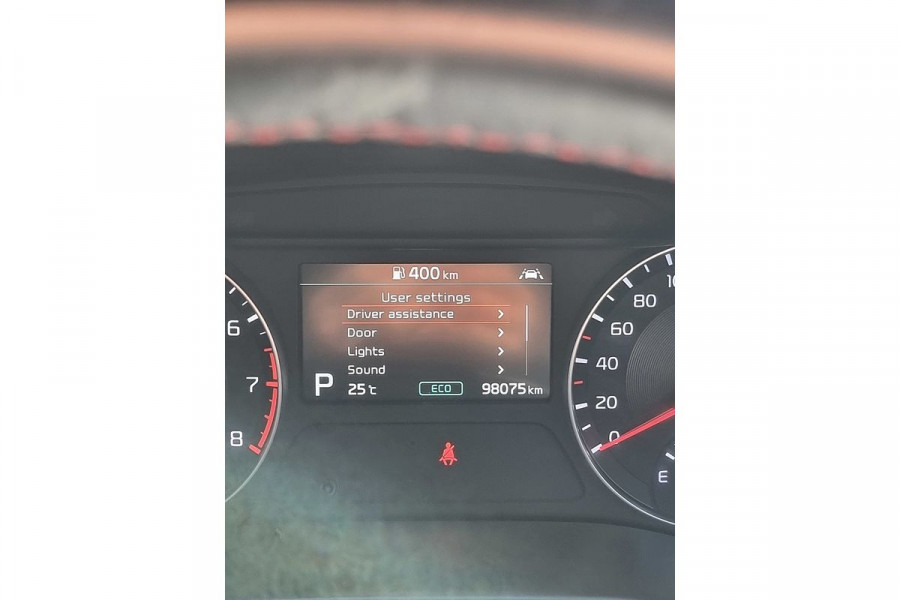 400 km
User settings
Driver assistance
Door
Lights
Sound
P 25℃ ECO 98075 km
6
7
8
10
80
60
40
20
0
E